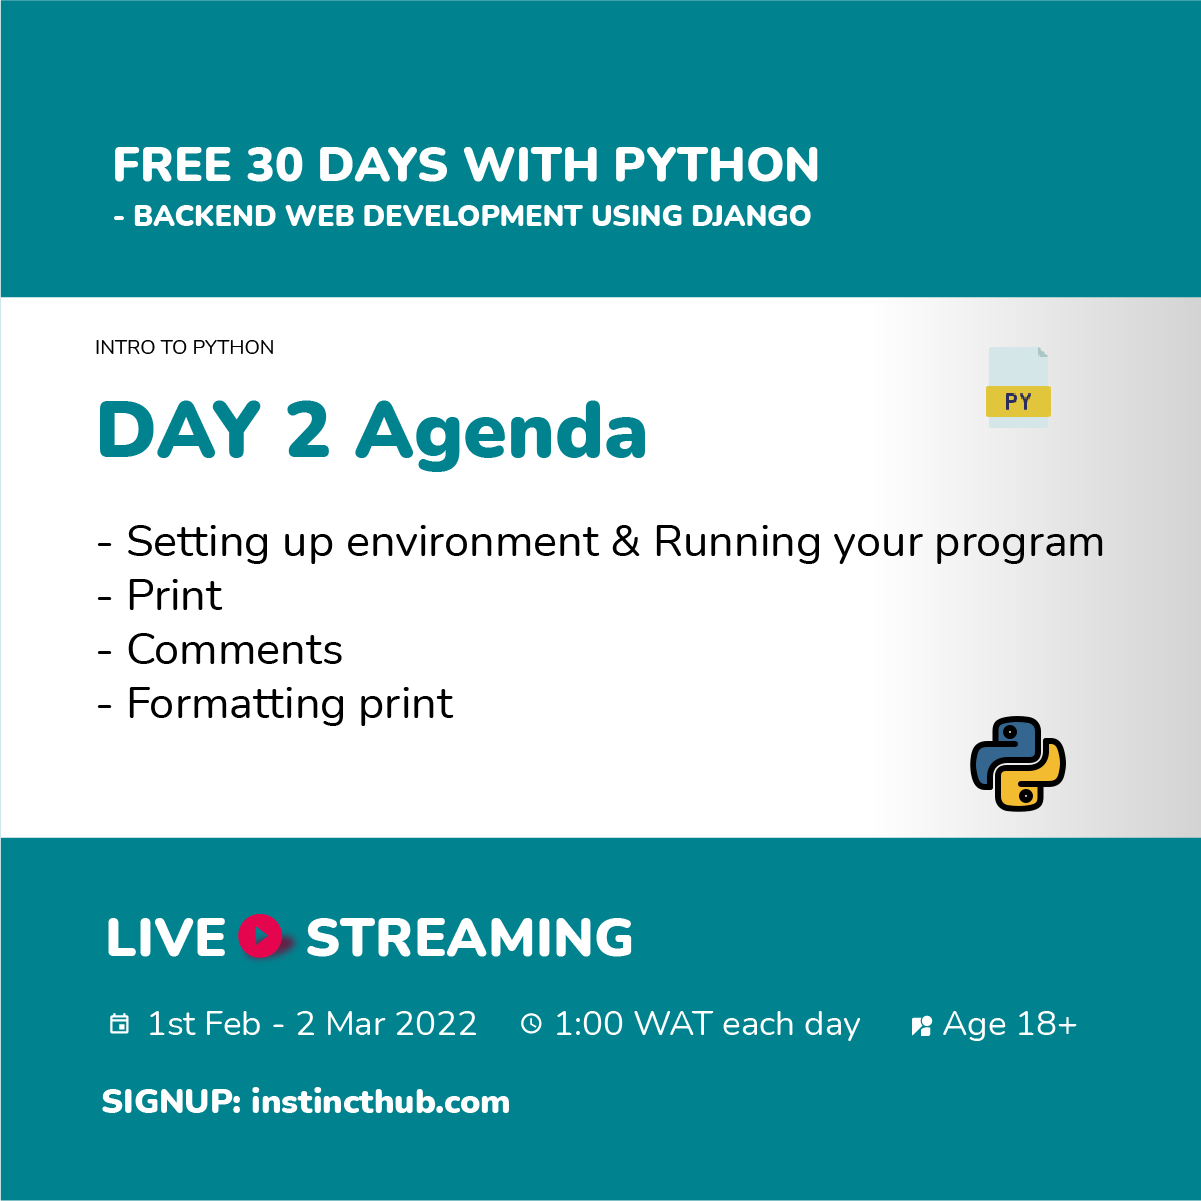 FREE 30 DAYS WITH PYTHON
- BACKEND WEB DEVELOPMENT USING DJANGO
INTRO TO PYTHON
PY
DAY 2 Agenda
- Setting up environment & Running your program
- Print
- Comments
- Formatting print
LIVE STREAMING
1st Feb - 2 Mar 2022 1:00 WAT each day Age 18+
SIGNUP: instincthub.com